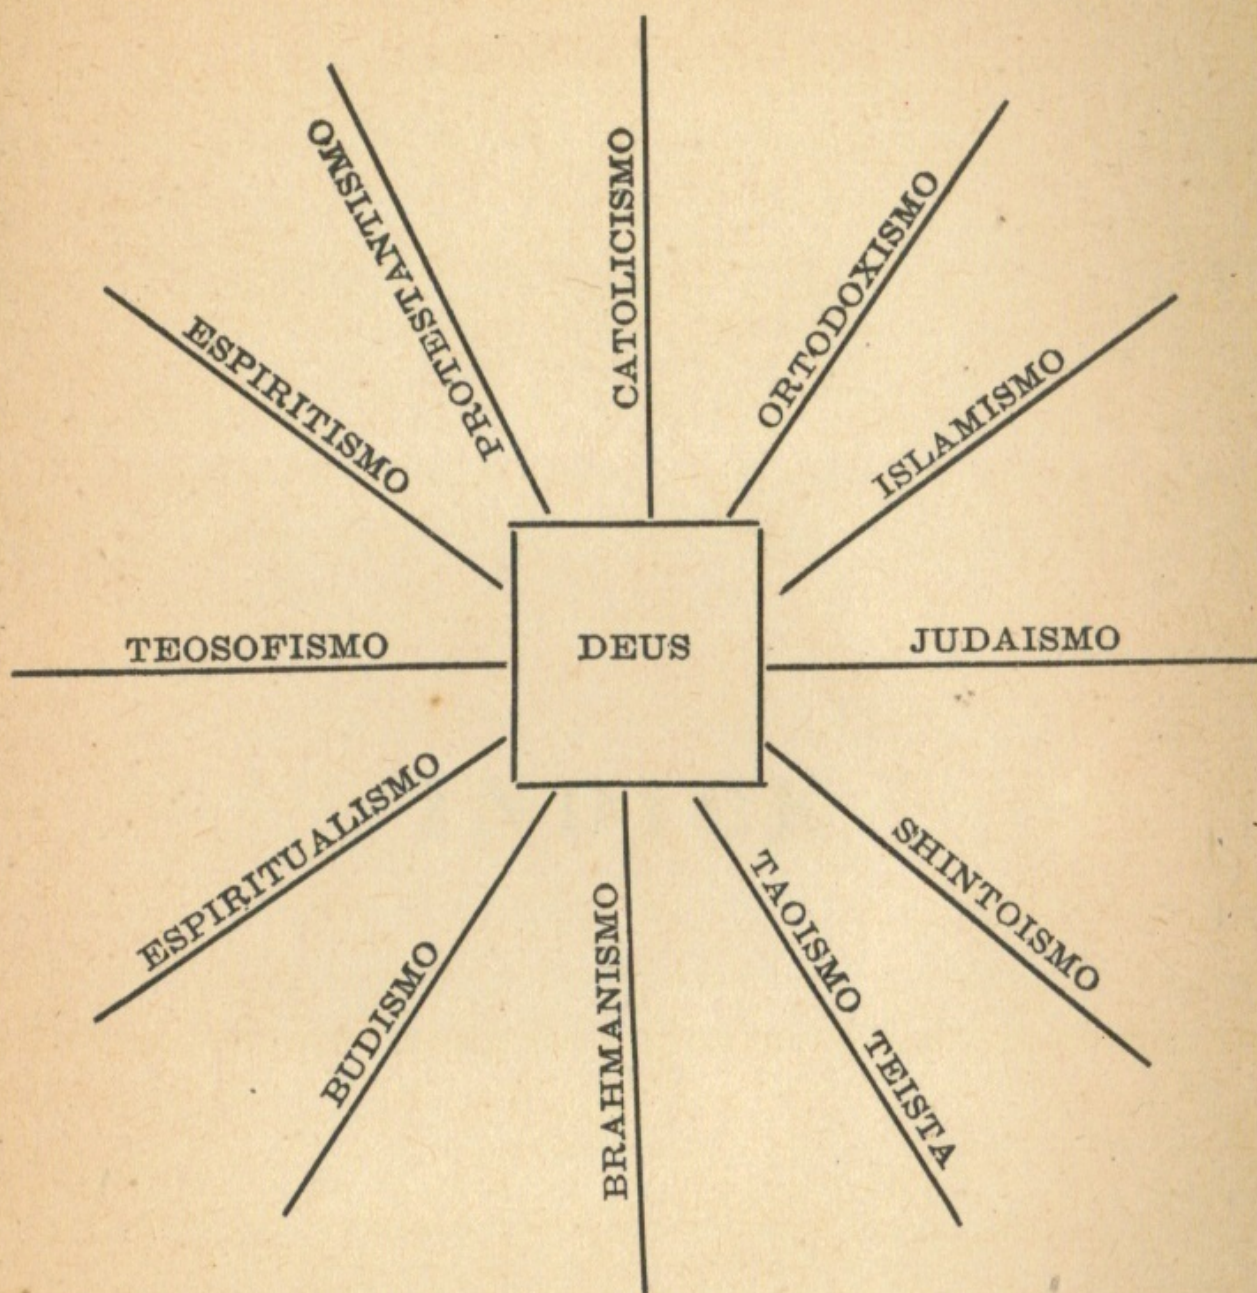 CATOLICISMO
ORTODOXISMO
ISLAMISMO
JUDAISMO
SHINTOISMO
TAOISMO TEISTA
BRAHMANISMO
BUDISMO
ESPIRITUALISMO
TEOSOFISMO
ESPIRITISMO
PROTESTANTISMO
DEUS